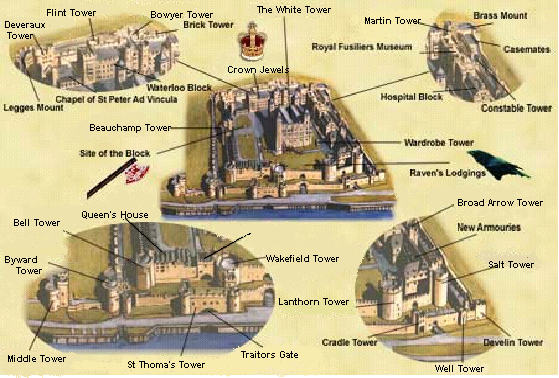 The White Tower
Flint Tower
Bowyer Tower
Deveraux
Tower
Brick Tower
Martin Tower
Brass Mount
Royal Fusiliers Museum
Casemates
Crown Jewels
Waterloo Block
Chapel of St Peter Ad Vincula
Legges Mount
Hospital Block
Constable Tower
Beauchamp Tower
Wardrobe Tower
Site of the Block
Raven's Lodgings
Queen's House
Broad Arrow Tower
Bell Tower
New Armouries
Byward
Tower
Wakefield Tower
Salt Tower
Lanthorn Tower
Cradle Tower
Develin Tower
Middle Tower
St Thoma's Tower
Traitors Gate
Well Tower